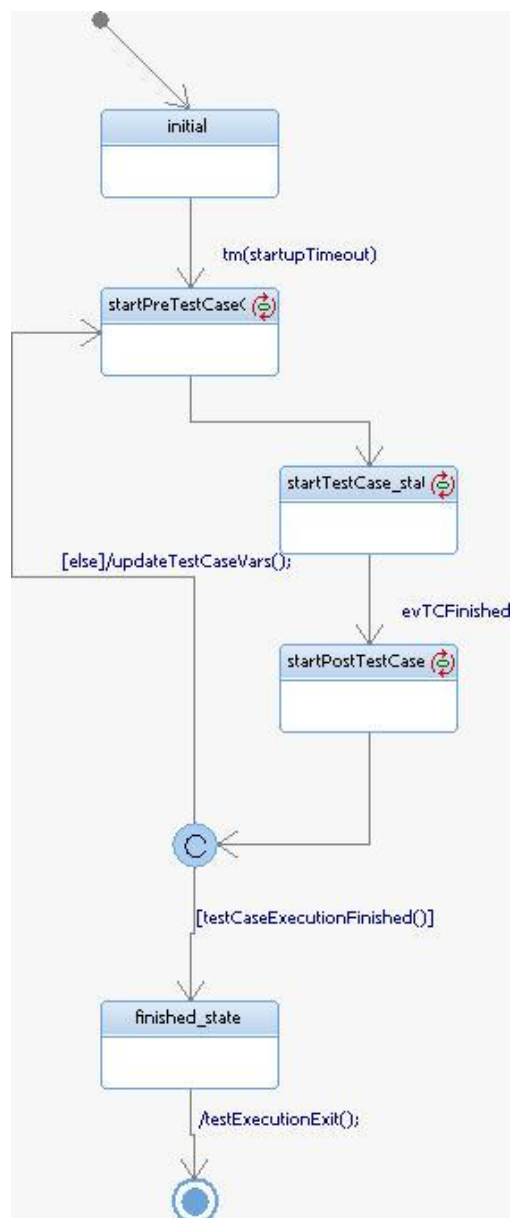 initial
tm(startupTimeout)
startPreTestCase
startTestCase_stat
[else]/updateTestCaseVars();
evTCFinished
startPostTestCase
C
[testCaseExecutionFinished()]
finished_state
/testExecutionExit();